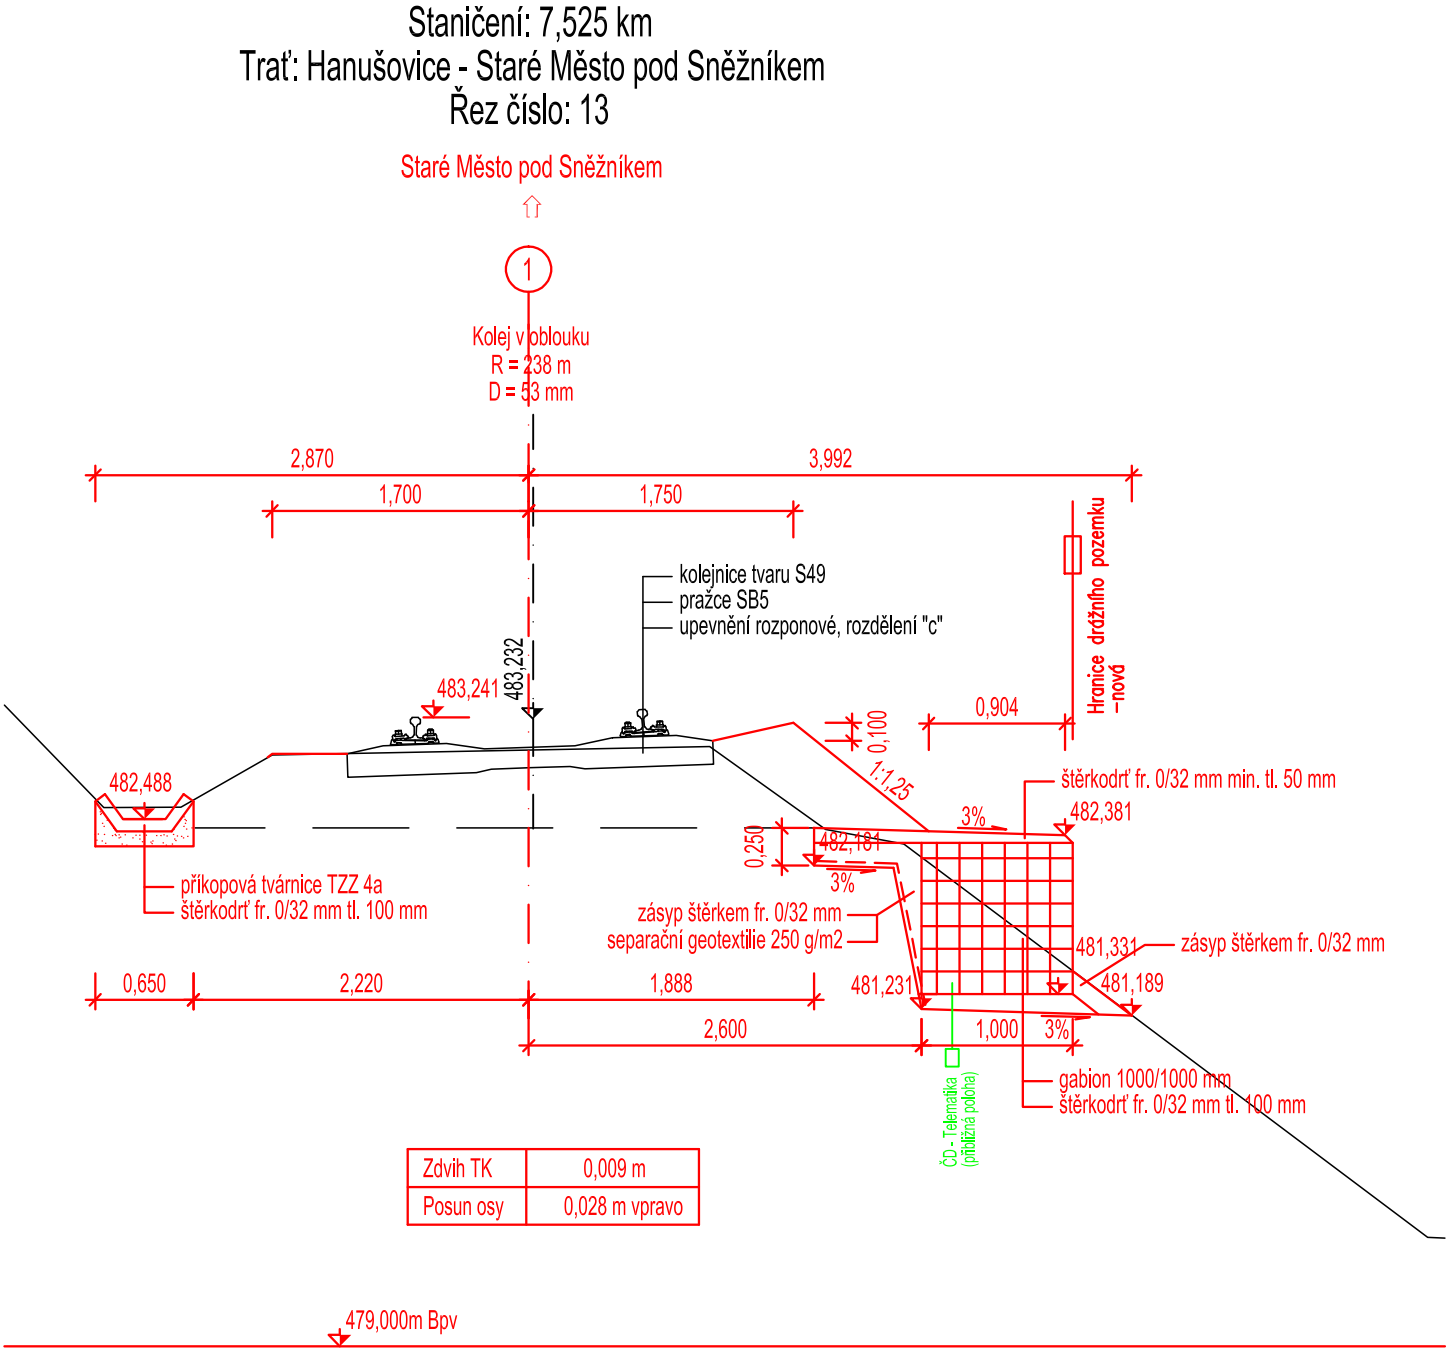 Staničení: 7,525 km
Trať: Hanušovice - Staré Město pod Sněžníkem
Řez číslo: 13
Staré Město pod Sněžníkem
1
Kolej v oblouku
R = 238 m
D = 53 mm
2,870
3,992
1,700
1,750
Hranice drážního pozemku
-nová
kolejnice tvaru S49
pražce SB5
upevnění rozponové, rozdělení "c"
483,232
483,241
0,904
0,100
1:1,25
482,488
štěrkodrť fr. 0/32 mm min. tl. 50 mm
3%
482,381
0,250
482,181
3%
příkopová tvárnice TZZ 4a
štěrkodrť fr. 0/32 mm tl. 100 mm
zásyp štěrkem fr. 0/32 mm
separační geotextilie 250 g/m2
481,331
zásyp štěrkem fr. 0/32 mm
0,650
2,220
1,888
481,231
481,189
2,600
1,000
3%
gabion 1000/1000 mm
štěrkodrť fr. 0/32 mm tl. 100 mm
ČD - Telematika
(přibližná poloha)
Zdvih TK 0,009 m
Posun osy 0,028 m vpravo
479,000m Bpv